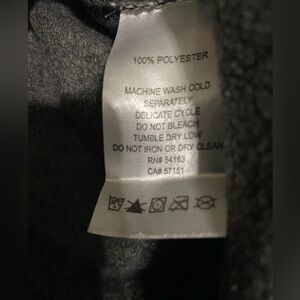 100% POLYESTER
MACHINE WASH COLD
SEPARATELY
DELICATE CYCLE
DO NOT BLEACH
TUMBLE DRY LOW
DO NOT IRON OR DRY CLEAN
RN# 54163
CA# 57151